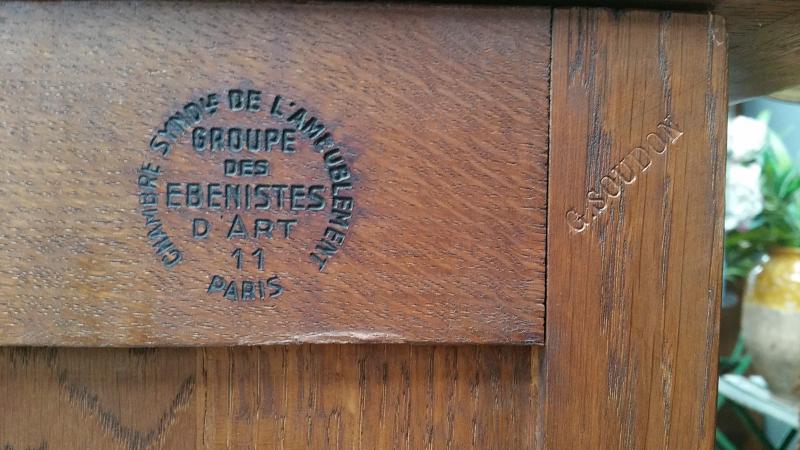 CHAMBRE SYNDLE DE L'AMEUBLEMENT
GROUPE
DES
EBENISTES
D'ART
11
PARIS
G.SOUDON